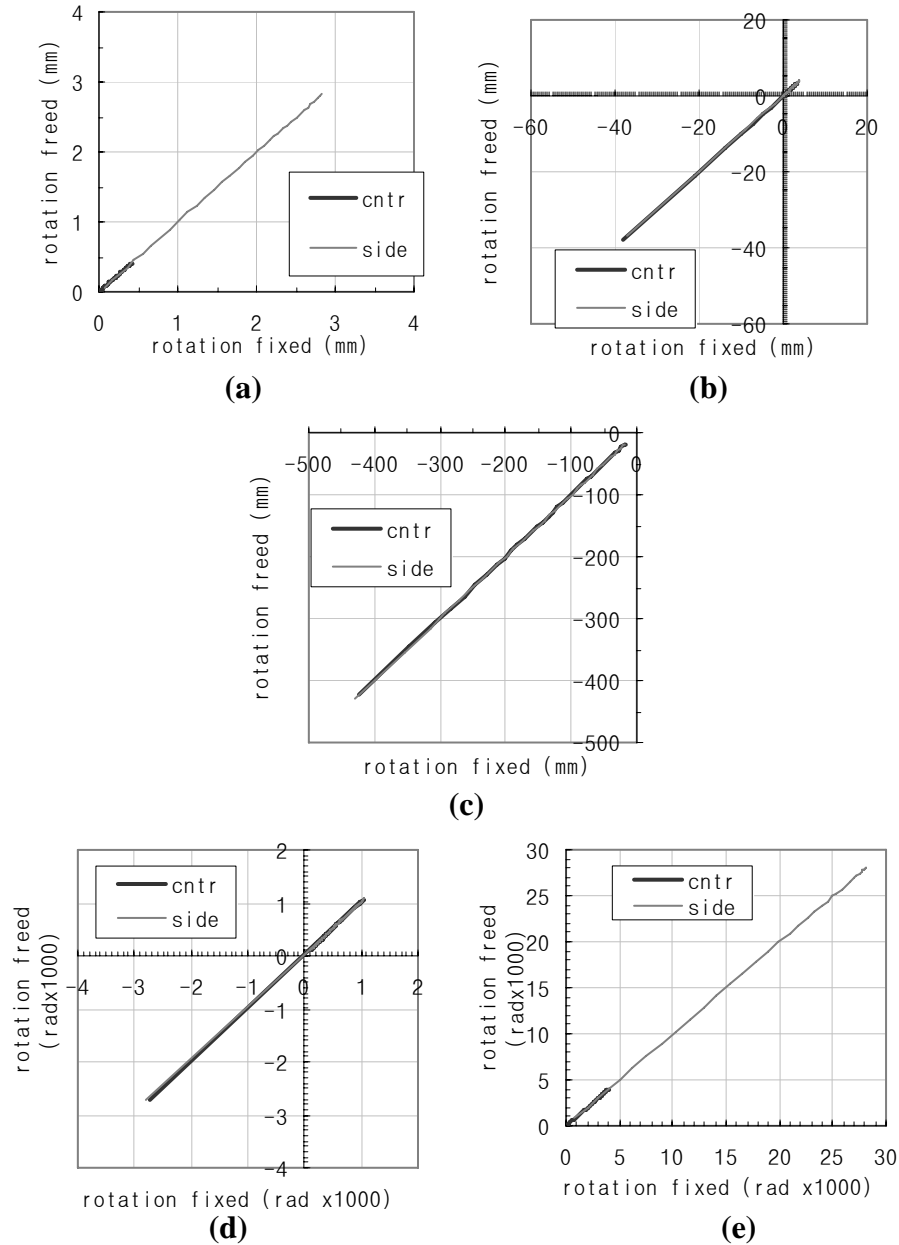 4
3
2
1
0
0 1 2 3 4
rotation freed (mm)
rotation fixed (mm)
cntr
side
(a)
20
0
-20
-40
-60
-60 -40 -20 0 20
rotation freed (mm)
rotation fixed (mm)
cntr
side
(b)
0
-500 -400 -300 -200 -100 0
-100
-200
-300
-400
-500
rotation freed (mm)
rotation fixed (mm)
cntr
side
(c)
2
1
0
-4 -3 -2 -1 0 1 2
-1
-2
-3
-4
rotation freed
(radx1000)
rotation fixed (rad x1000)
cntr
side
(d)
30
25
20
15
10
5
0
0 5 10 15 20 25 30
rotation freed
(radx1000)
rotation fixed (rad x1000)
cntr
side
(e)